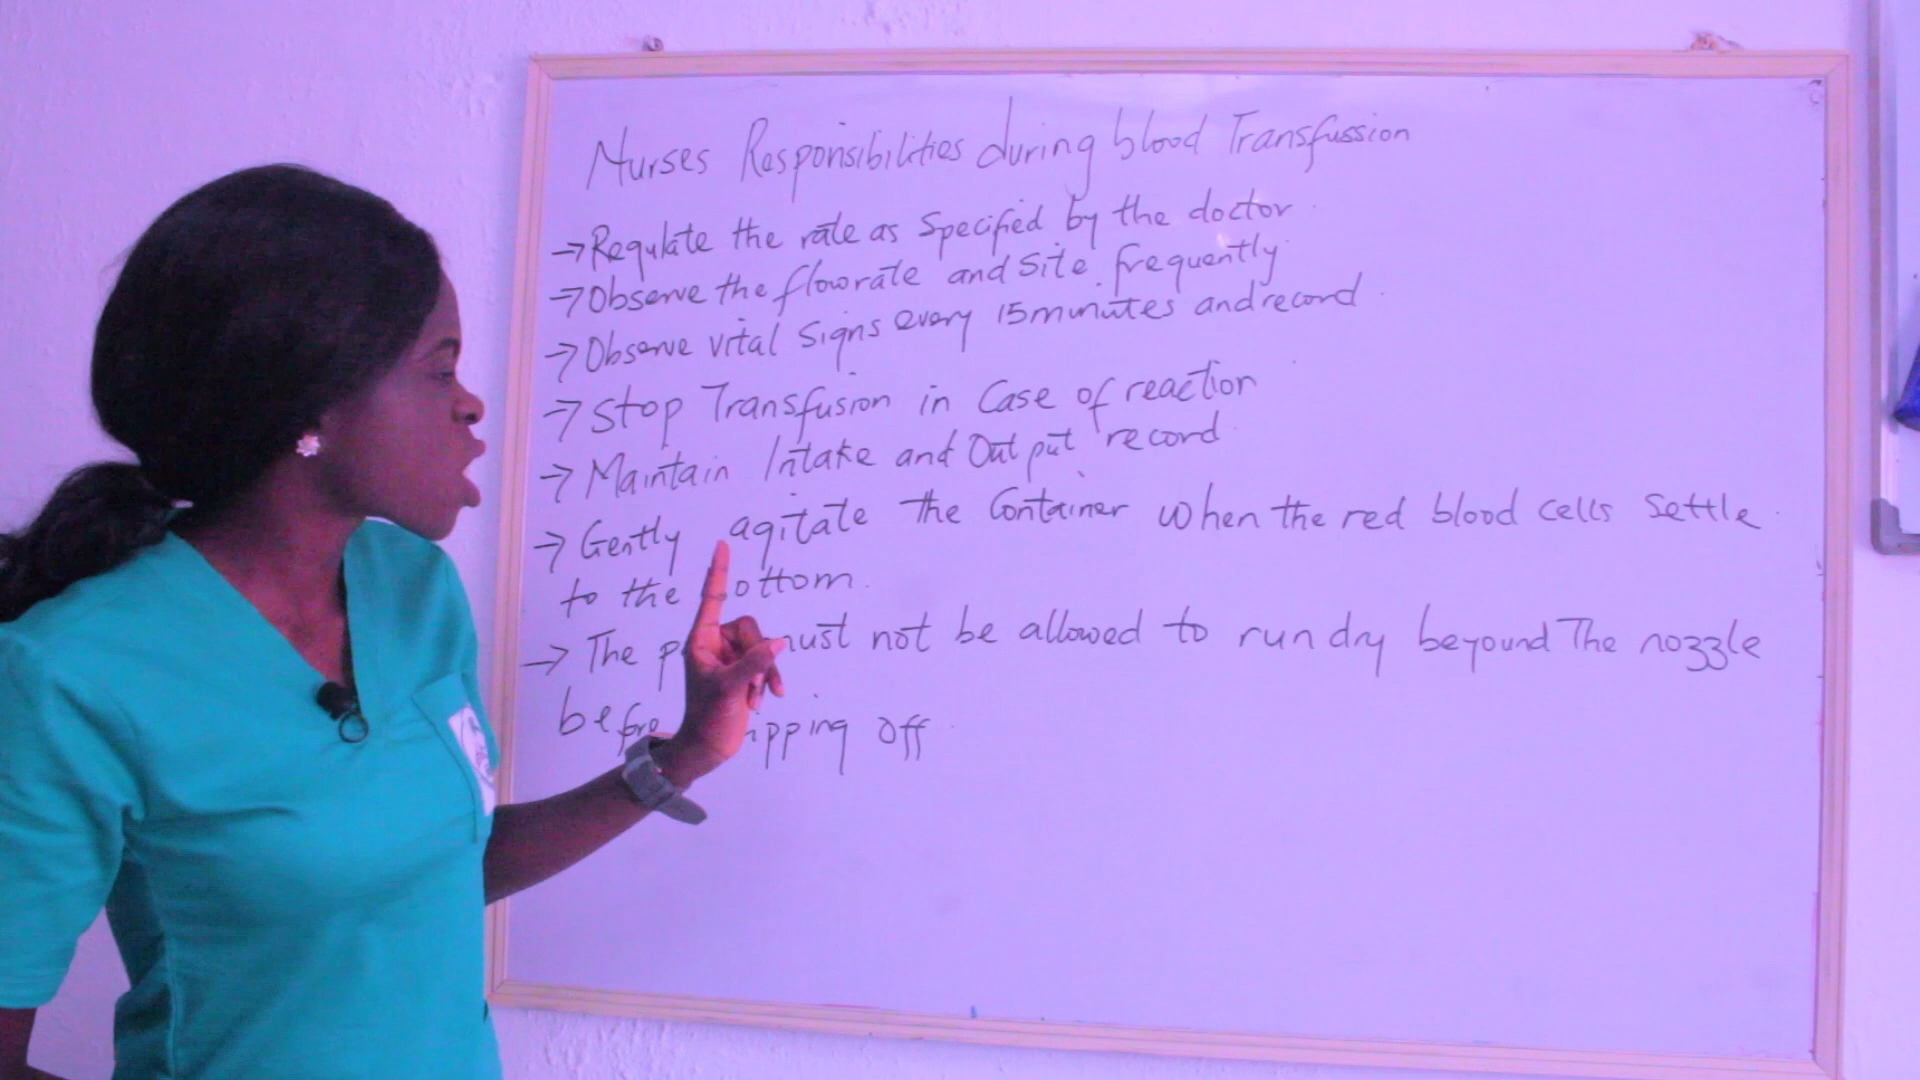 Nurses Responsibilities during blood Transfussion
→ Regulate the rate as Specified by the doctor.
→ Observe the flowrate and site frequently.
→ Observe vital signs every 15 minutes and record.
→ Stop Transfusion in Case of reaction
→ Maintain Intake and Output record.
→ Gently agitate the Container when the red blood cells settle.
to the bottom.
→ The must not be allowed to run dry beyound The nozzle
before off.